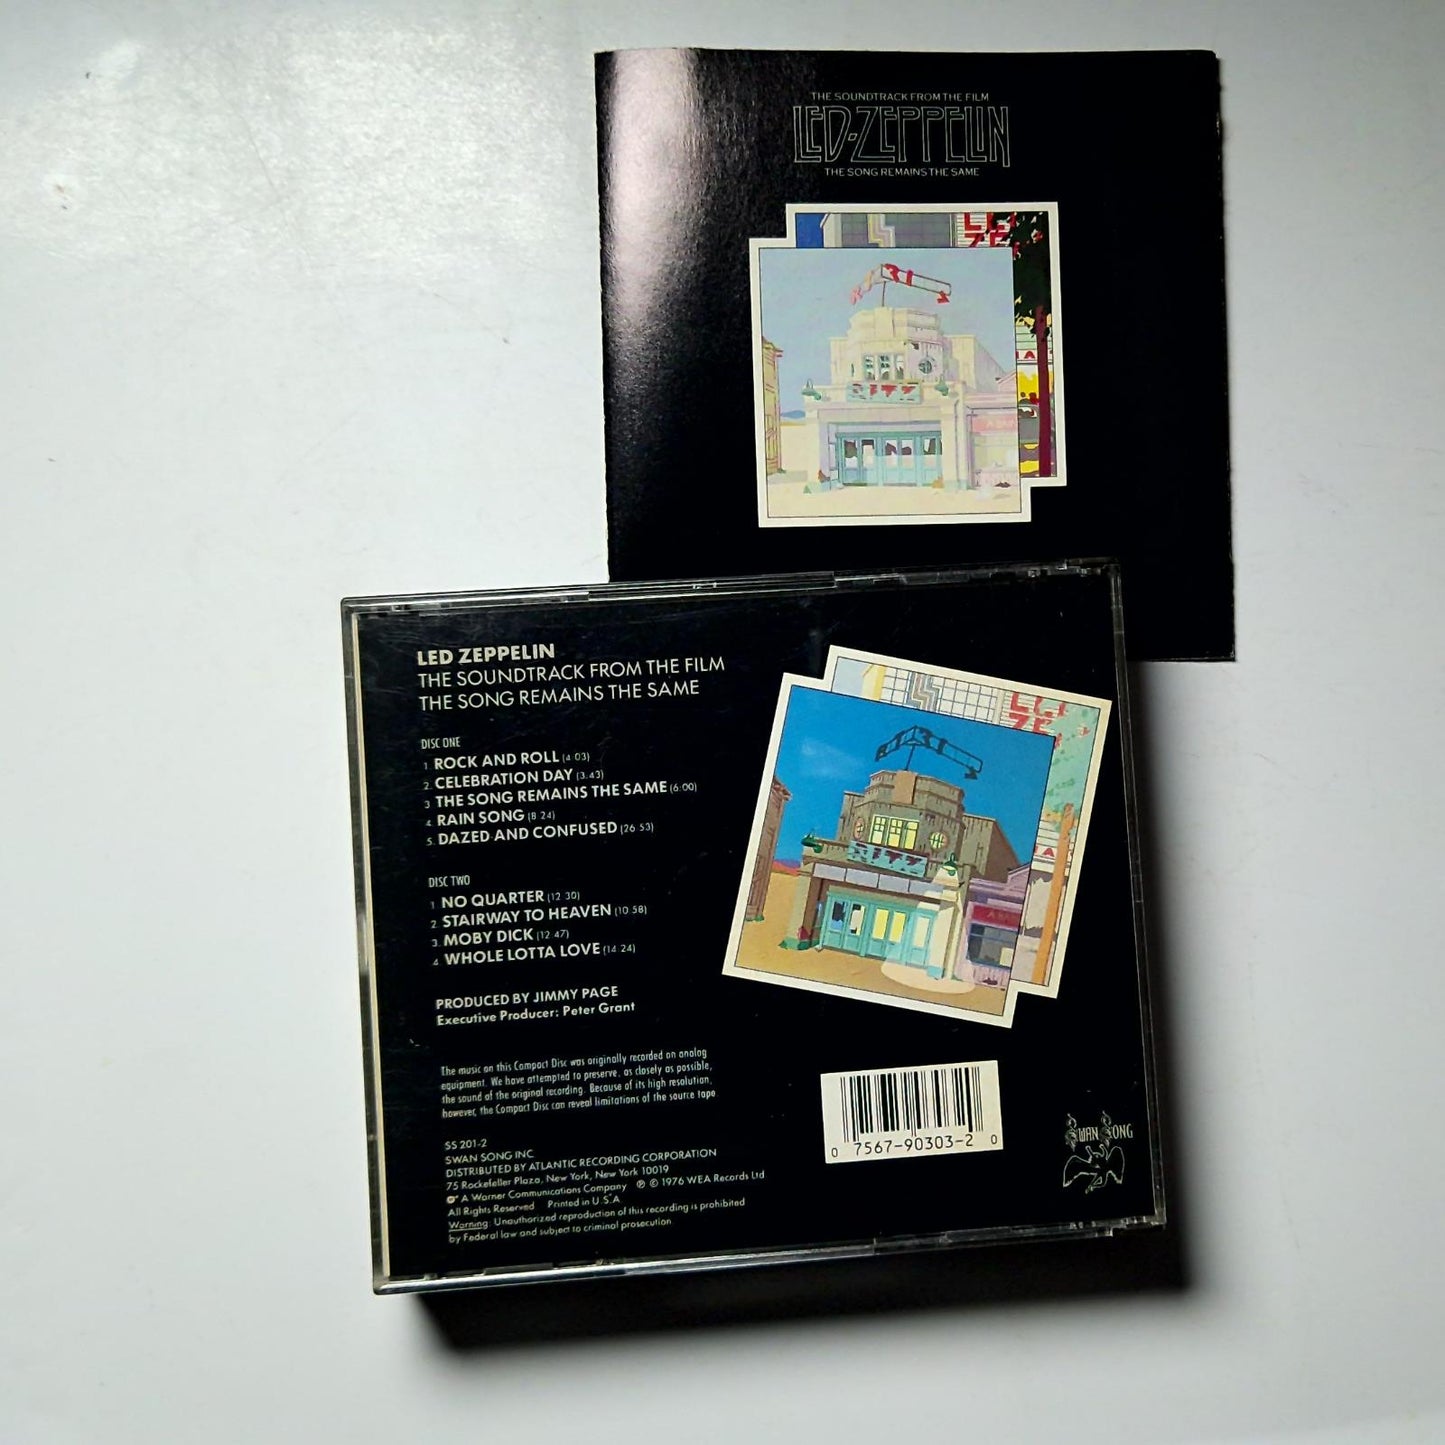 THE SOUNDTRACK FROM THE FILM
LED-ZEPPELIN
THE SONG REMAINS THE SAME
RITZ
LED ZEPPELIN
THE SOUNDTRACK FROM THE FILM
THE SONG REMAINS THE SAME
DISC ONE
1. ROCK AND ROLL (4:03)
2. CELEBRATION DAY (3.43)
3 THE SONG REMAINS THE SAME (6:00)
4. RAIN SONG (8 24)
5. DAZED AND CONFUSED (26 53)
DISC TWO
1 NO QUARTER (12 30)
2. STAIRWAY TO HEAVEN (10 58)
3. MOBY DICK (12:47)
4 WHOLE LOTTA LOVE (14 24)
PRODUCED BY JIMMY PAGE
Executive Producer: Peter Grant
The music on this Compact Disc was originally recorded on analog
equipment. We have attempted to preserve, as closely as possible,
the sound of the original recording. Because of its high resolution,
however, the Compact Disc can reveal limitations of the source tape
SS 201-2
SWAN SONG INC
DISTRIBUTED BY ATLANTIC RECORDING CORPORATION
75 Rockefeller Plaza, New York, New York 10019
A Warner Communications Company ℗ © 1976 WEA Records Ltd
All Rights Reserved Printed in U.S.A
Warning: Unauthorized reproduction of this recording is prohibited
by Federal law and subject to criminal prosecution
RITZ
0 7567-90303-2 0
SWAN SONG